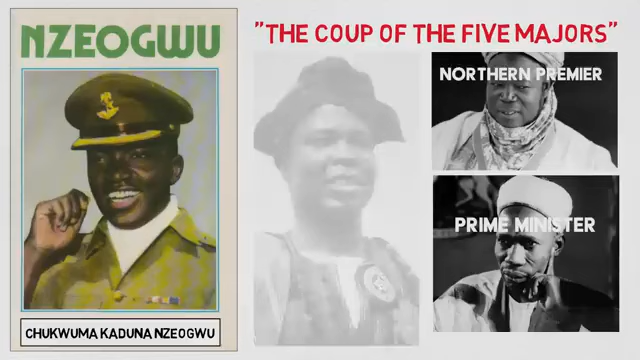 NZEOGWU
CHUKWUMA KADUNA NZEOGWU
"THE COUP OF THE FIVE MAJORS"
NORTHERN PREMIER
PRIME MINISTER